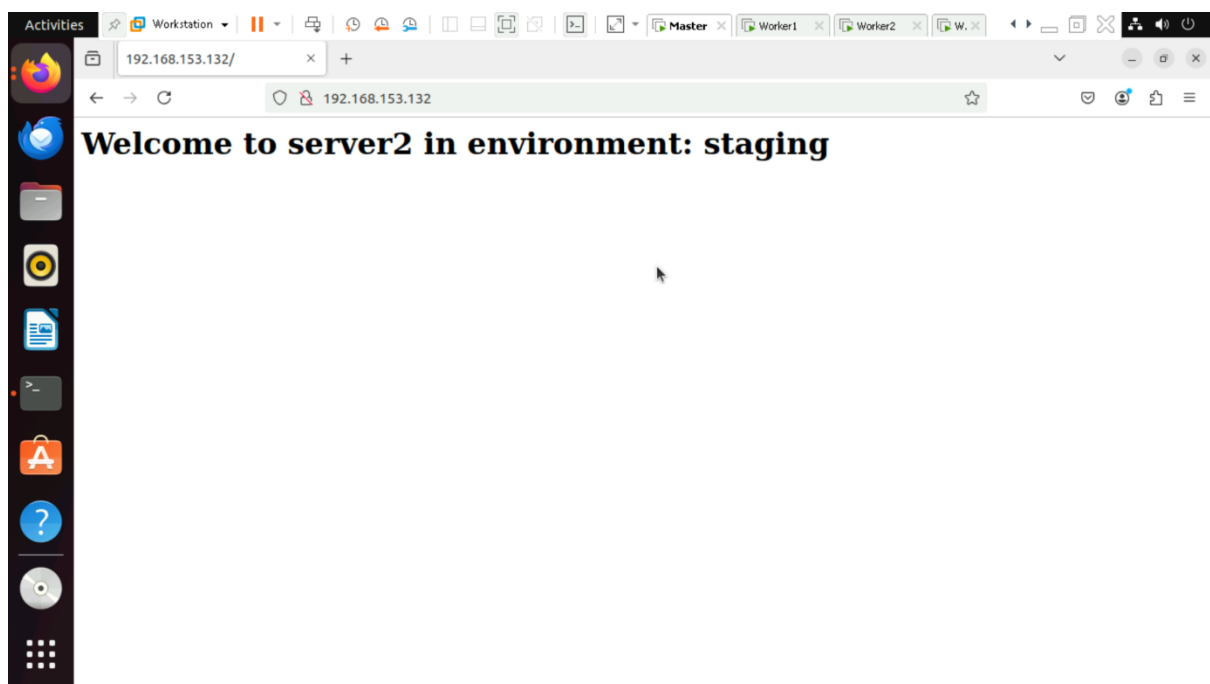 Activities Workstation Master Worker1 Worker2 W.
192.168.153.132/
192.168.153.132
Welcome to server2 in environment: staging